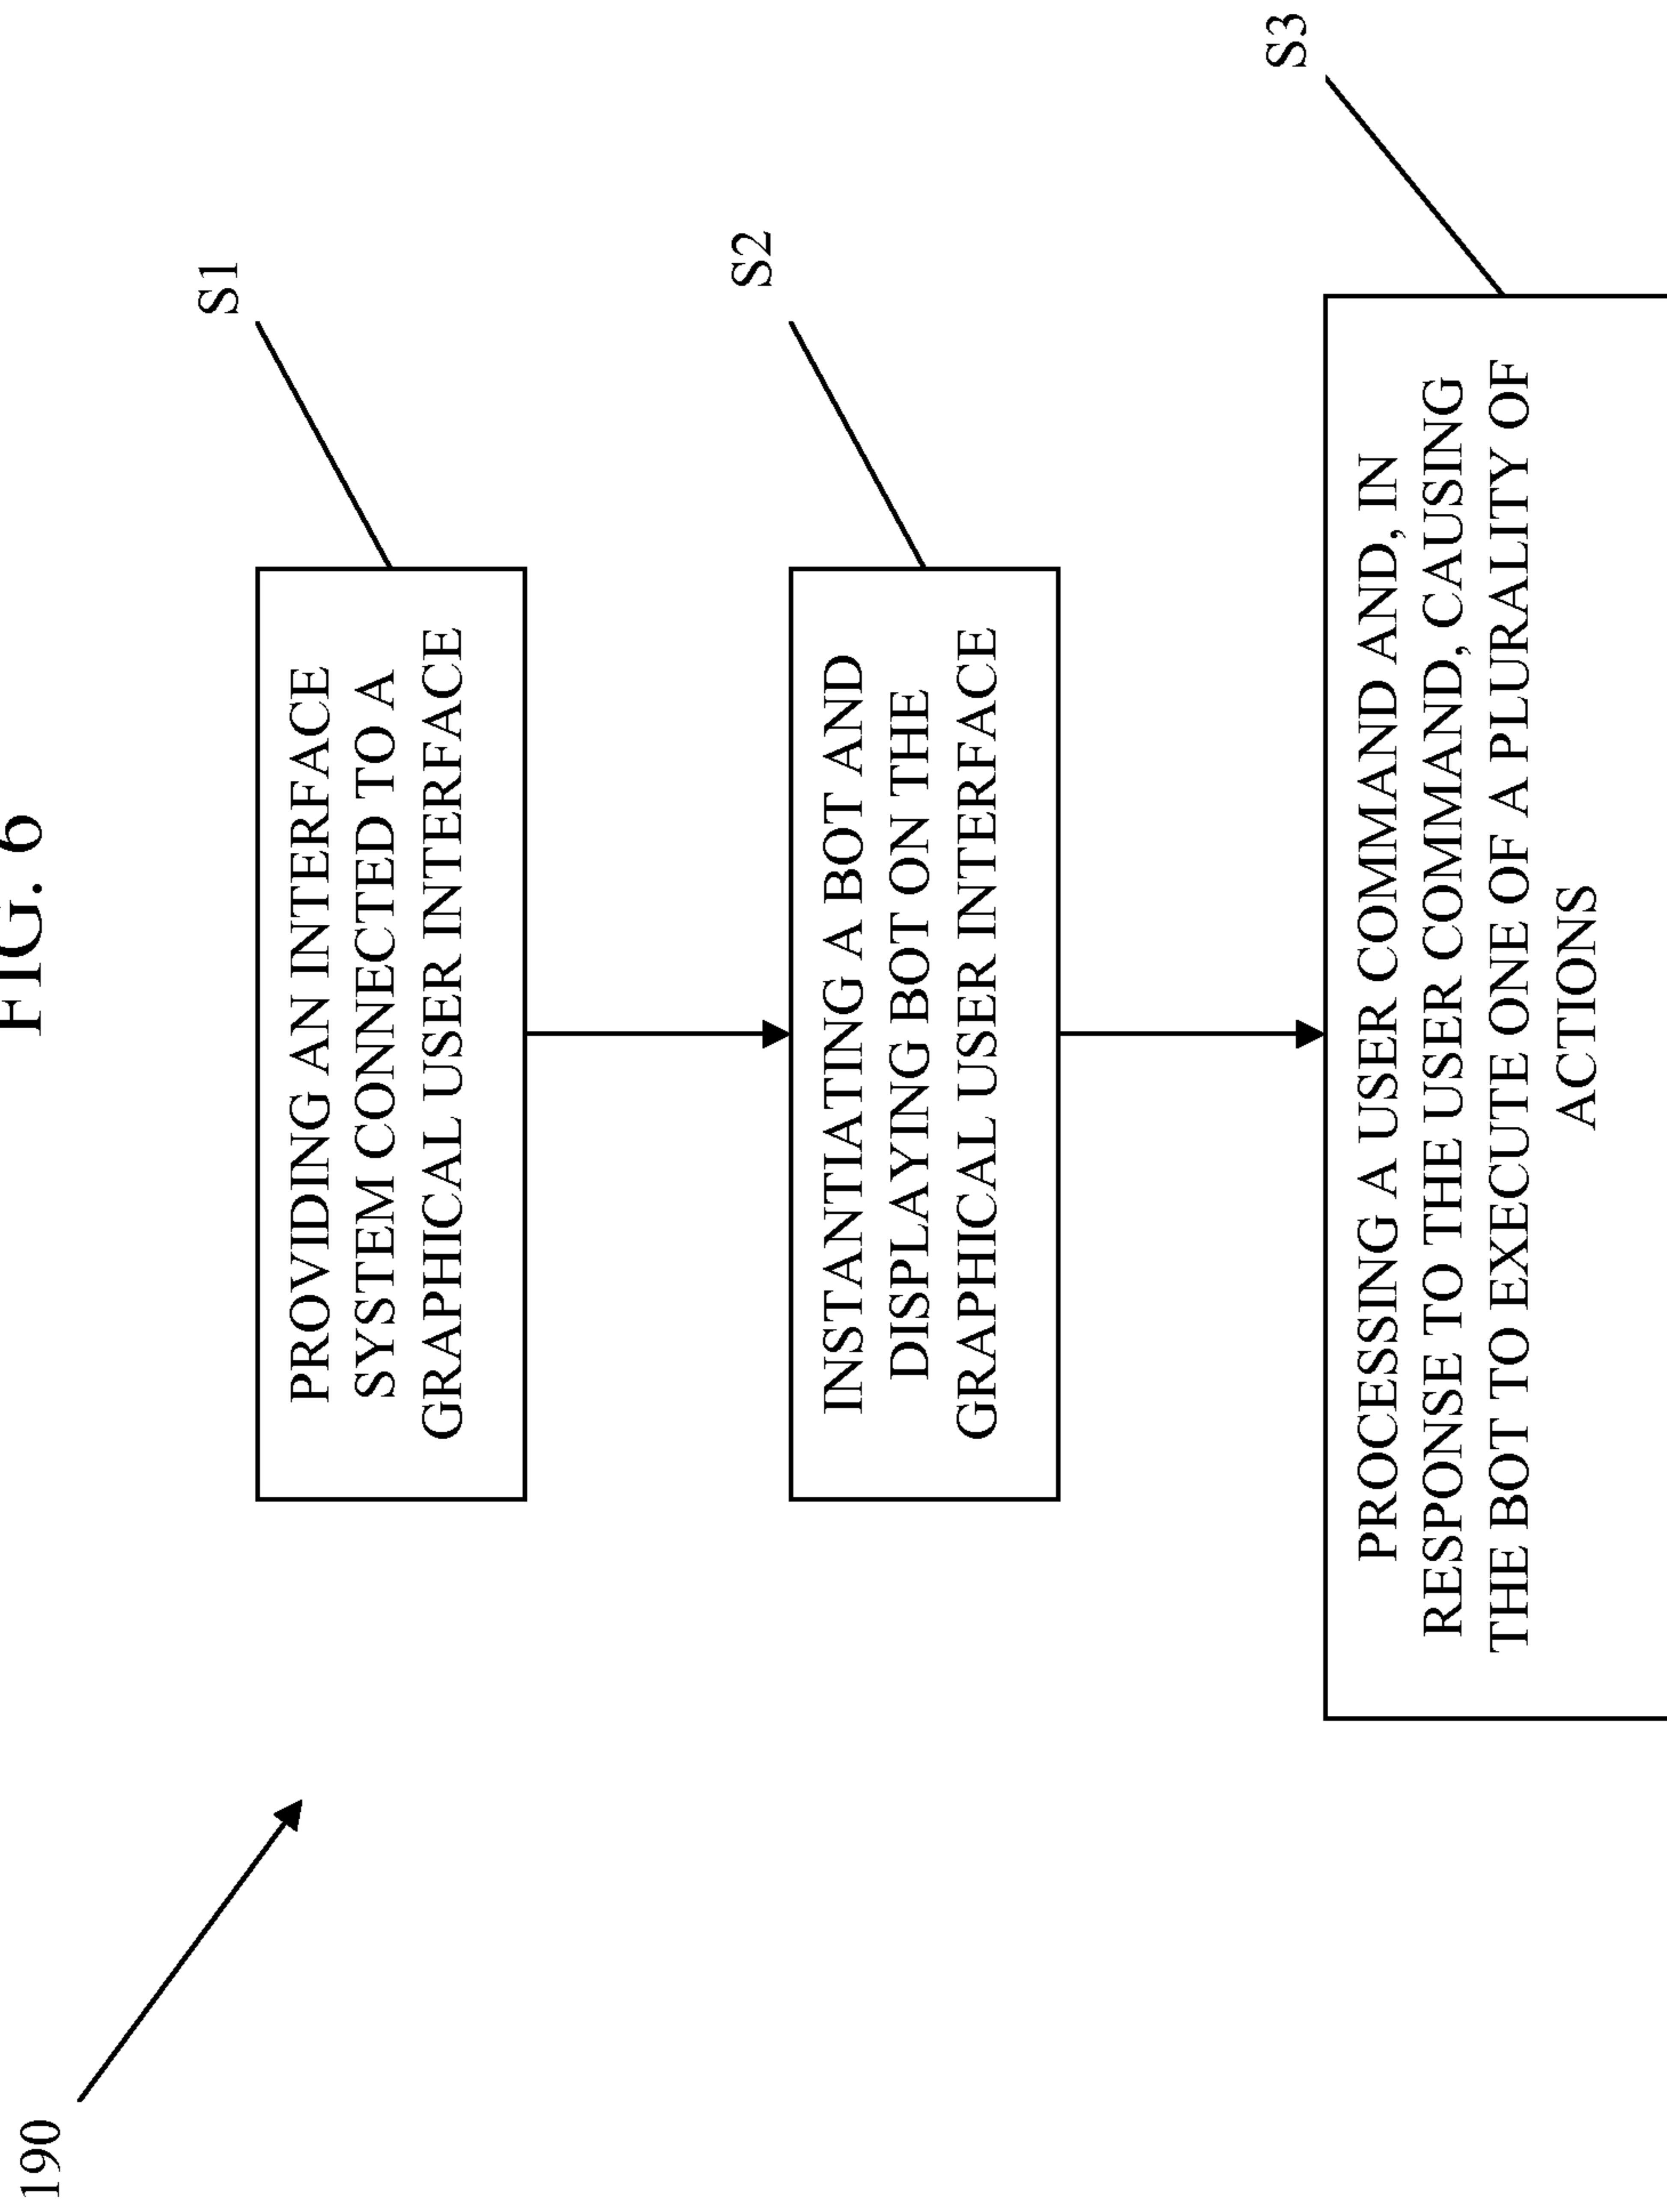 FIG. 6
190
S1
PROVIDING AN INTERFACE
SYSTEM CONNECTED TO A
GRAPHICAL USER INTERFACE
S2
INSTANTIATING A BOT AND
DISPLAYING BOT ON THE
GRAPHICAL USER INTERFACE
S3
PROCESSING A USER COMMAND AND, IN
RESPONSE TO THE USER COMMAND, CAUSING
THE BOT TO EXECUTE ONE OF A PLURALITY OF
ACTIONS